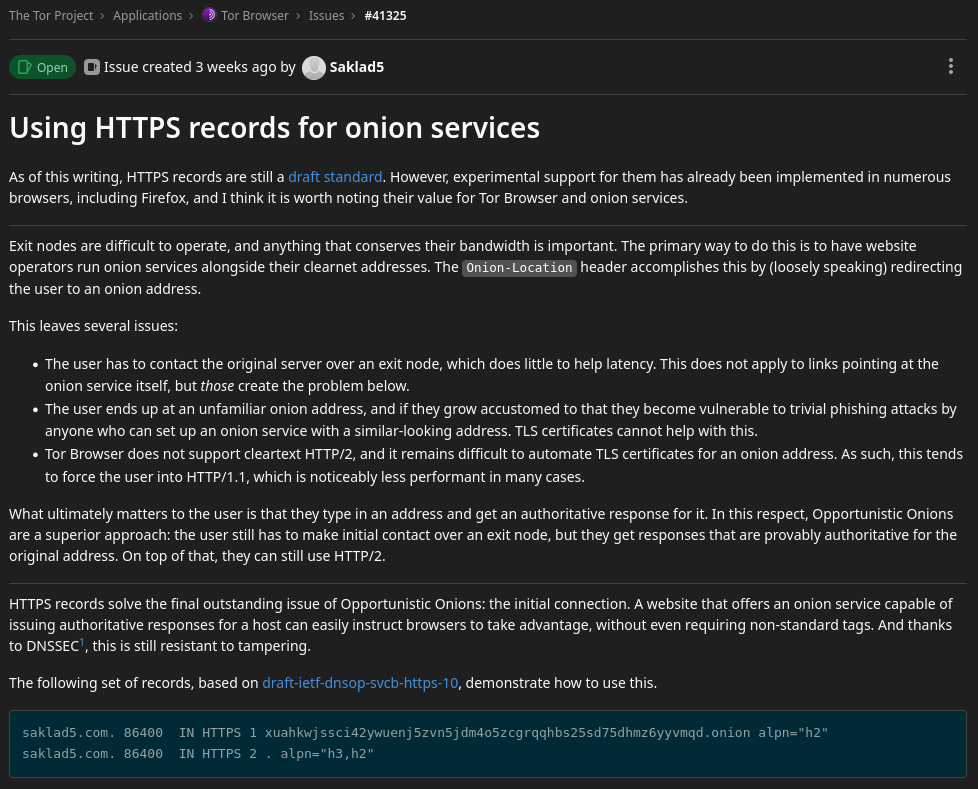 The Tor Project › Applications › Tor Browser › Issues › #41325
Open Issue created 3 weeks ago by Saklad5
Using HTTPS records for onion services
As of this writing, HTTPS records are still a draft standard. However, experimental support for them has already been implemented in numerous
browsers, including Firefox, and I think it is worth noting their value for Tor Browser and onion services.
Exit nodes are difficult to operate, and anything that conserves their bandwidth is important. The primary way to do this is to have website
operators run onion services alongside their clearnet addresses. The Onion-Location header accomplishes this by (loosely speaking) redirecting
the user to an onion address.
This leaves several issues:
• The user has to contact the original server over an exit node, which does little to help latency. This does not apply to links pointing at the
onion service itself, but those create the problem below.
• The user ends up at an unfamiliar onion address, and if they grow accustomed to that they become vulnerable to trivial phishing attacks by
anyone who can set up an onion service with a similar-looking address. TLS certificates cannot help with this.
• Tor Browser does not support cleartext HTTP/2, and it remains difficult to automate TLS certificates for an onion address. As such, this tends
to force the user into HTTP/1.1, which is noticeably less performant in many cases.
What ultimately matters to the user is that they type in an address and get an authoritative response for it. In this respect, Opportunistic Onions
are a superior approach: the user still has to make initial contact over an exit node, but they get responses that are provably authoritative for the
original address. On top of that, they can still use HTTP/2.
HTTPS records solve the final outstanding issue of Opportunistic Onions: the initial connection. A website that offers an onion service capable of
issuing authoritative responses for a host can easily instruct browsers to take advantage, without even requiring non-standard tags. And thanks
to DNSSEC1, this is still resistant to tampering.
The following set of records, based on draft-ietf-dnsop-svcb-https-10, demonstrate how to use this.
saklad5.com. 86400 IN HTTPS 1 xuahkwjssci42ywuenj5zvn5jdm4o5zcgrqqhbs25sd75dhmz6yyvmqd.onion alpn="h2"
saklad5.com. 86400 IN HTTPS 2 . alpn="h3,h2"